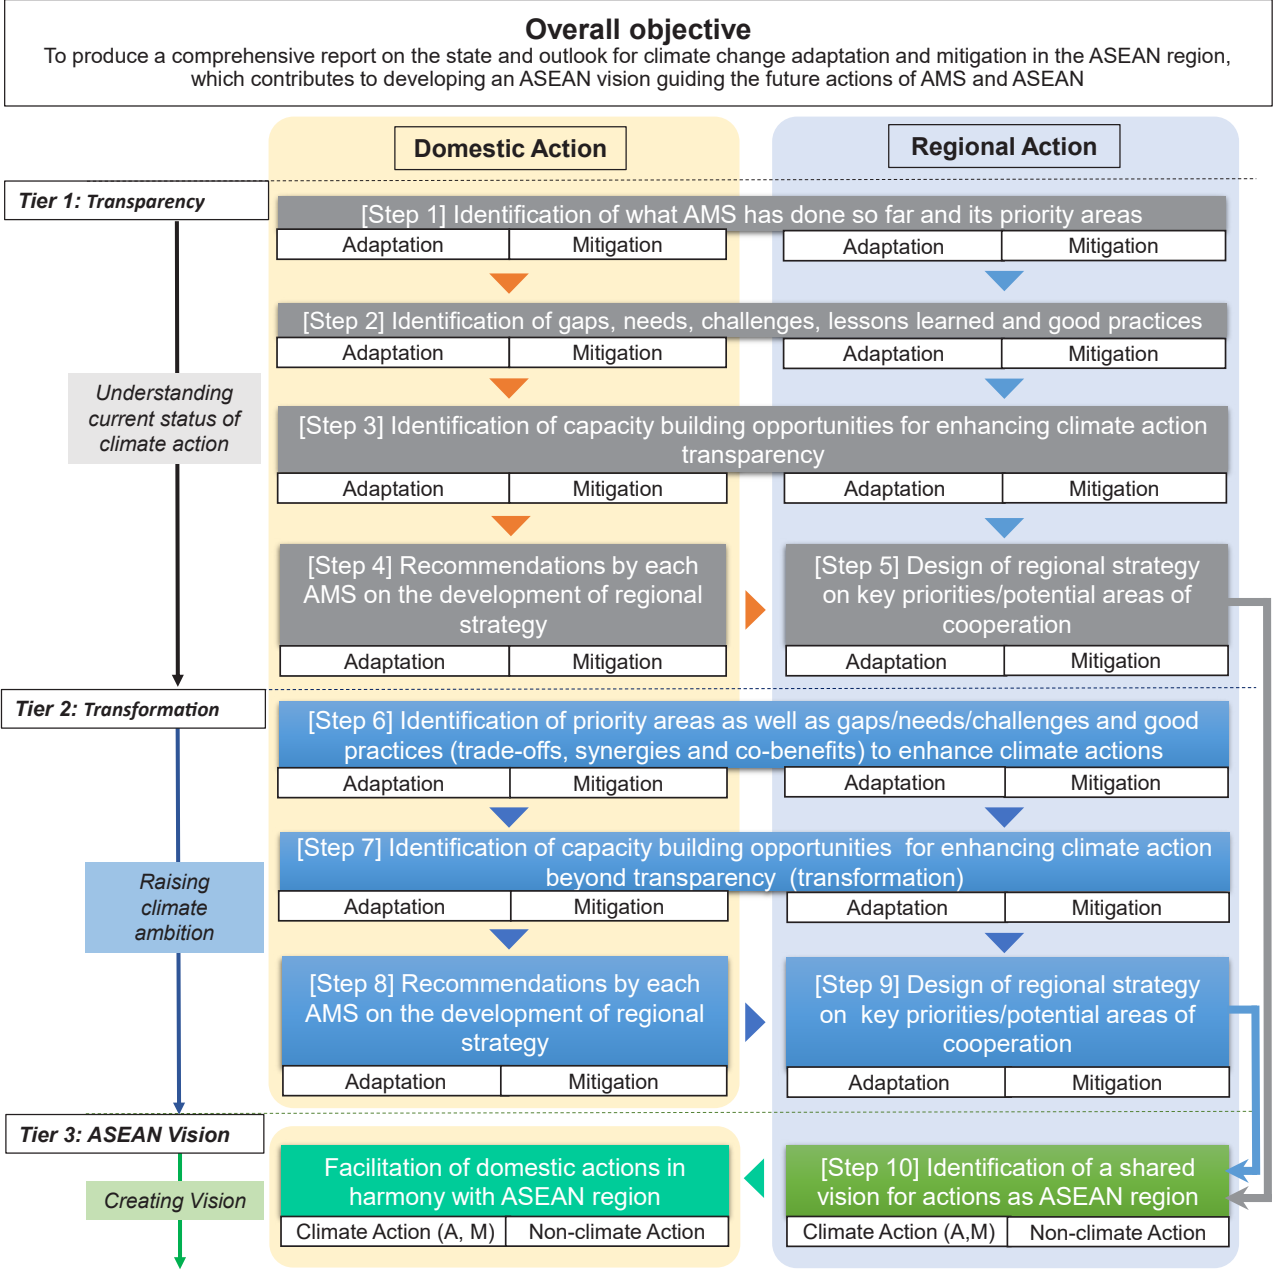 Overall objective
To produce a comprehensive report on the state and outlook for climate change adaptation and mitigation in the ASEAN region,
which contributes to developing an ASEAN vision guiding the future actions of AMS and ASEAN
Domestic Action
Regional Action
Tier 1: Transparency
[Step 1] Identification of what AMS has done so far and its priority areas
Adaptation
Mitigation
Adaptation
Mitigation
[Step 2] Identification of gaps, needs, challenges, lessons learned and good practices
Adaptation
Mitigation
Adaptation
Mitigation
Understanding
current status of
climate action
[Step 3] Identification of capacity building opportunities for enhancing climate action
transparency
Adaptation
Mitigation
Adaptation
Mitigation
[Step 4] Recommendations by each
AMS on the development of regional
strategy
Adaptation
Mitigation
[Step 5] Design of regional strategy
on key priorities/potential areas of
cooperation
Adaptation
Mitigation
Tier 2: Transformation
[Step 6] Identification of priority areas as well as gaps/needs/challenges and good
practices (trade-offs, synergies and co-benefits) to enhance climate actions
Adaptation
Mitigation
Adaptation
Mitigation
Raising
climate
ambition
[Step 7] Identification of capacity building opportunities for enhancing climate action
beyond transparency (transformation)
Adaptation
Mitigation
Adaptation
Mitigation
[Step 8] Recommendations by each
AMS on the development of regional
strategy
Adaptation
Mitigation
[Step 9] Design of regional strategy
on key priorities/potential areas of
cooperation
Adaptation
Mitigation
Tier 3: ASEAN Vision
Creating Vision
Facilitation of domestic actions in
harmony with ASEAN region
Climate Action (A, M)
Non-climate Action
[Step 10] Identification of a shared
vision for actions as ASEAN region
Climate Action (A,M)
Non-climate Action